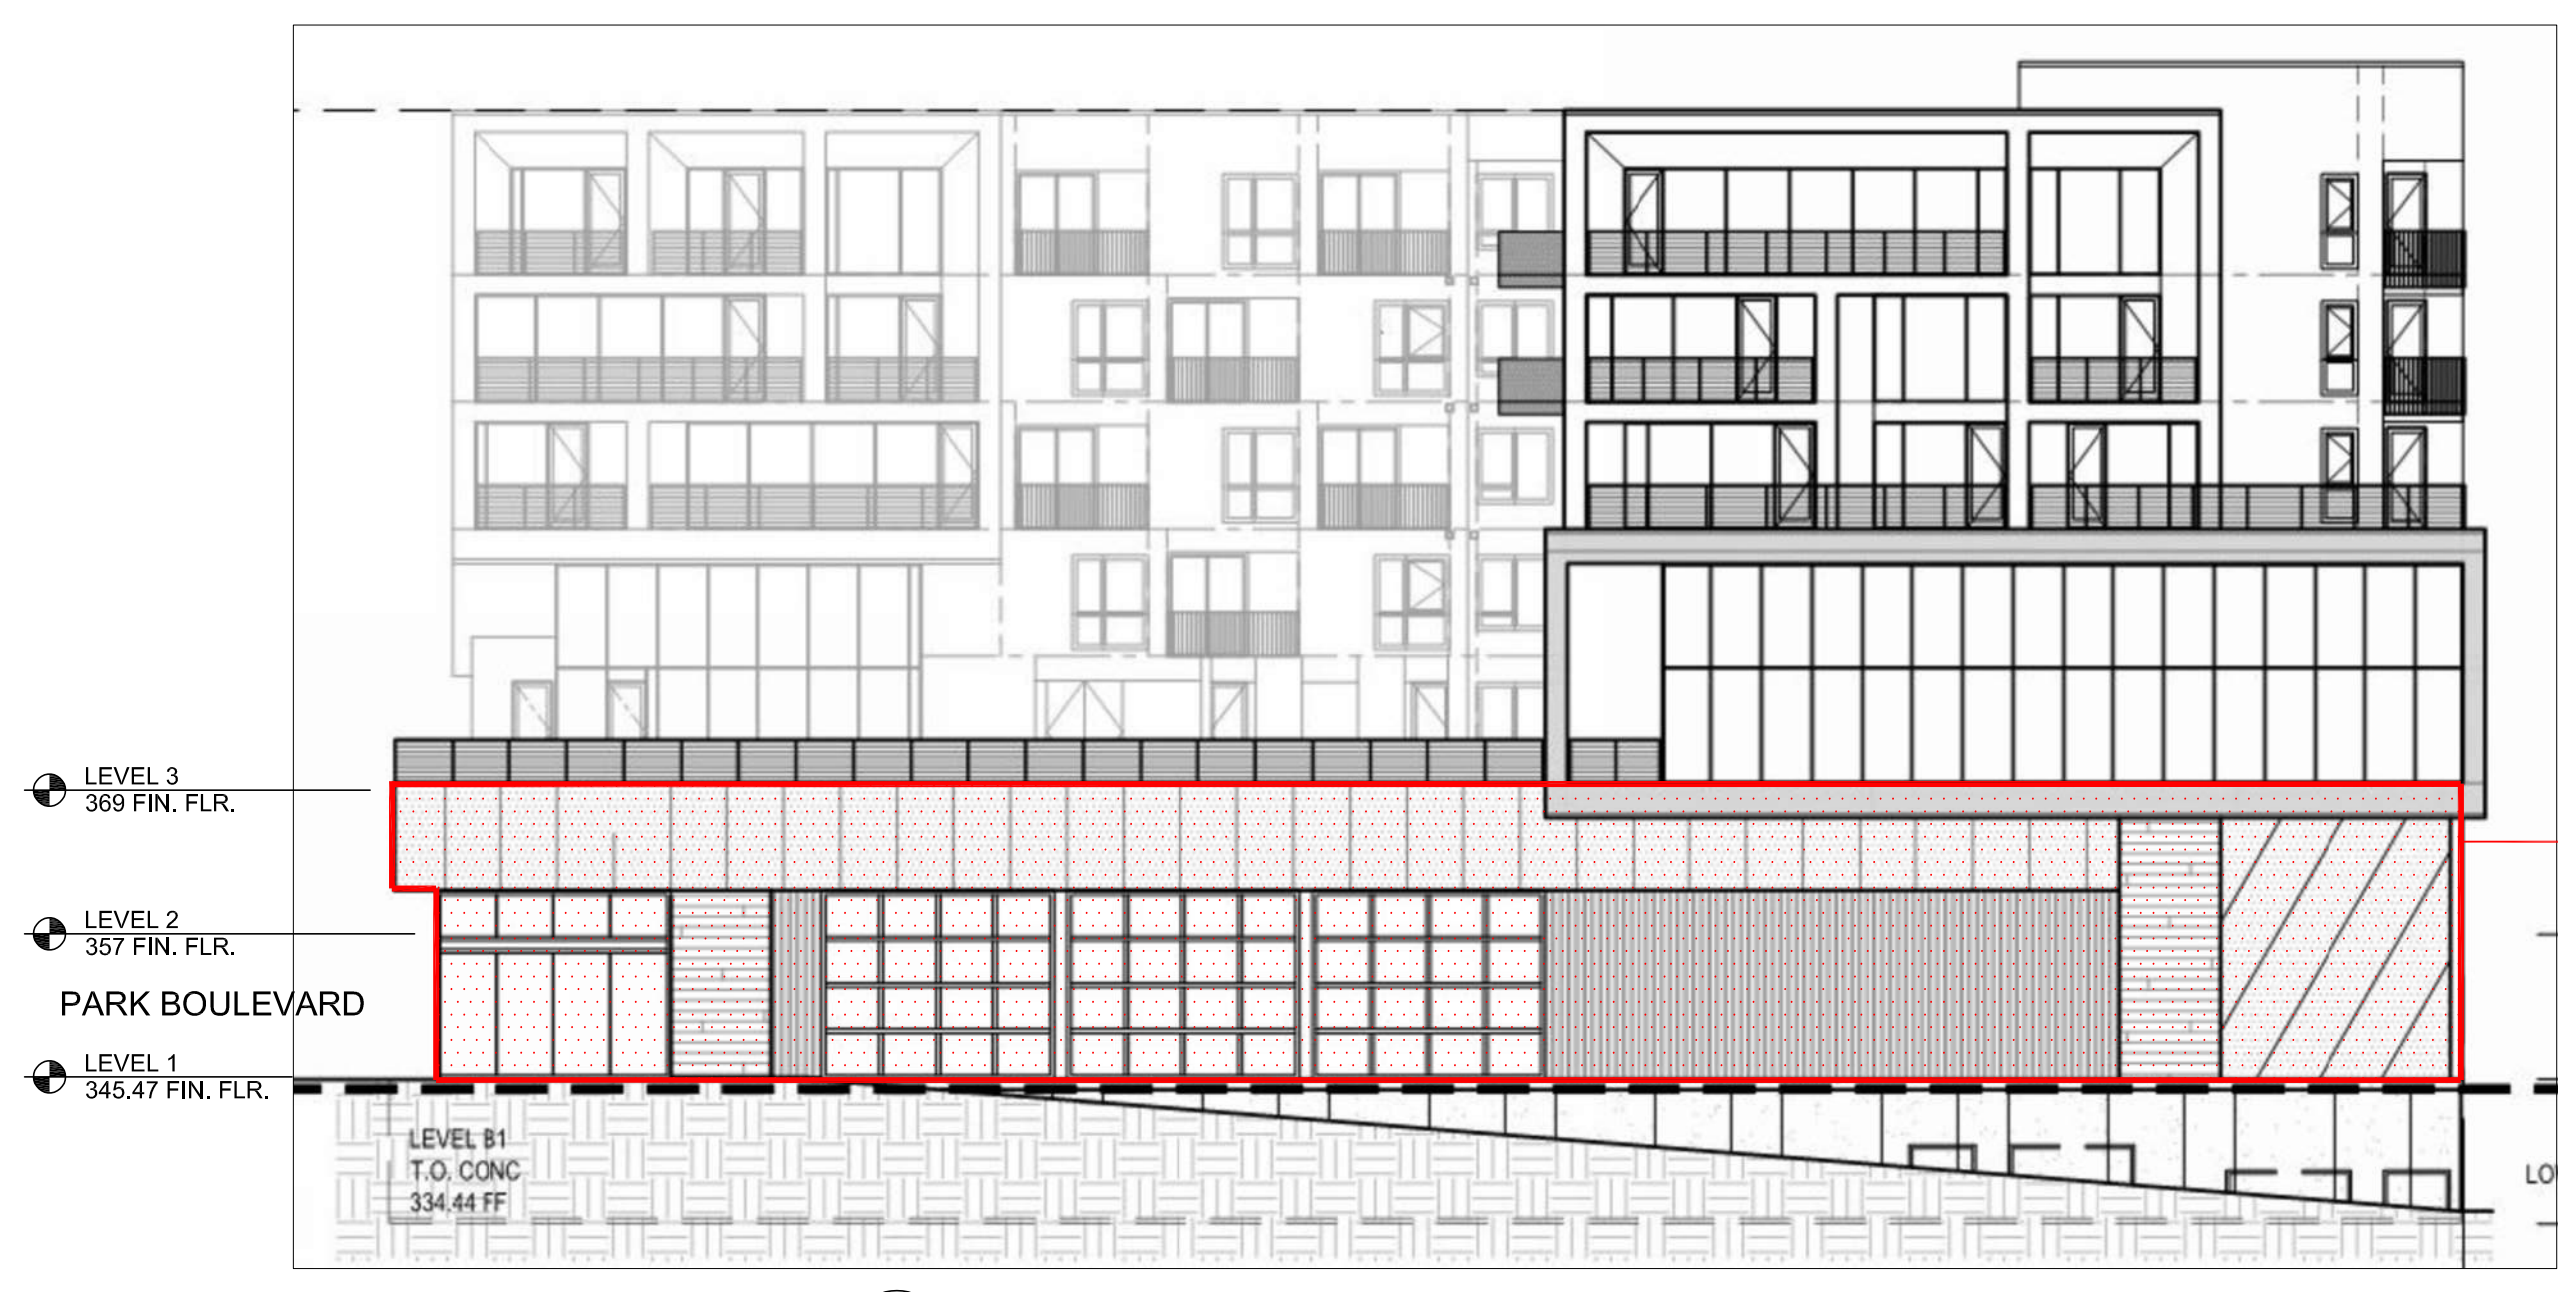 LEVEL 3
369 FIN. FLR.
LEVEL 2
357 FIN. FLR.
PARK BOULEVARD
LEVEL 1
345.47 FIN. FLR.
LEVEL B1
T.O. CONC
334.44 FF
LO